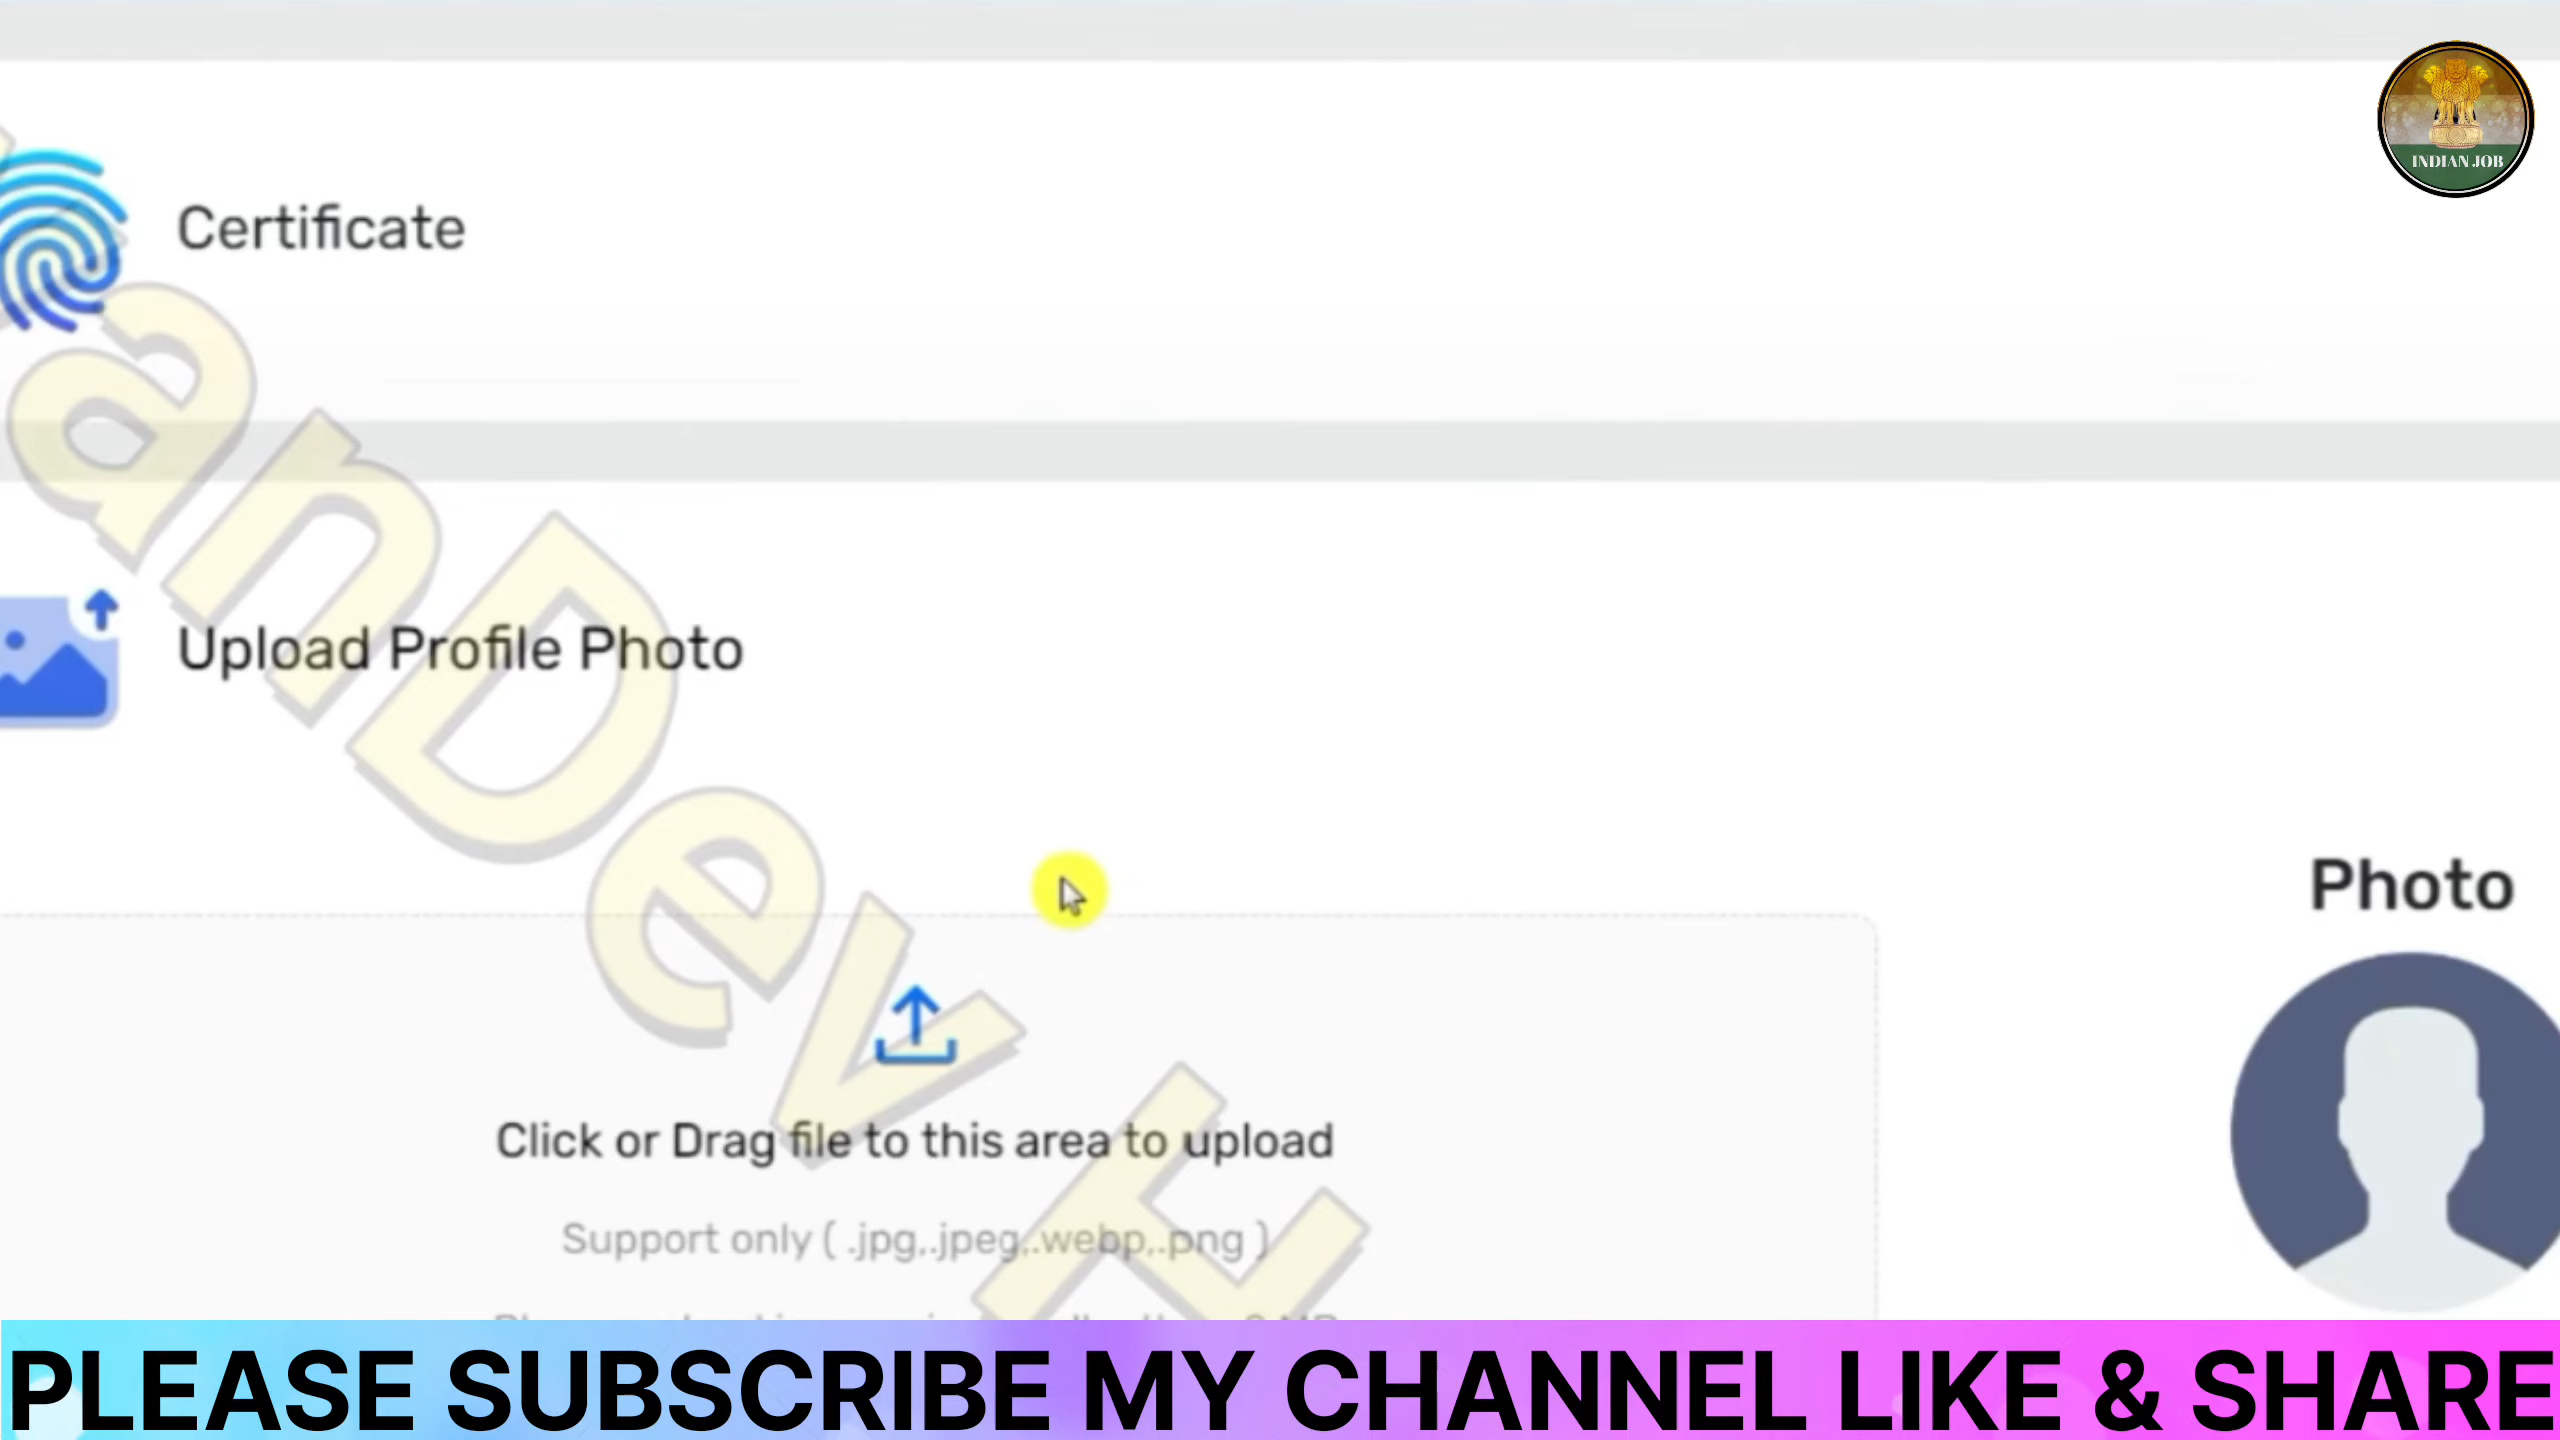 INDIAN JOB
Certificate
Upload Profile Photo
Photo
Click or Drag file to this area to upload
Support only ( .jpg,.jpeg,.webp,.png )
PLEASE SUBSCRIBE MY CHANNEL LIKE & SHARE